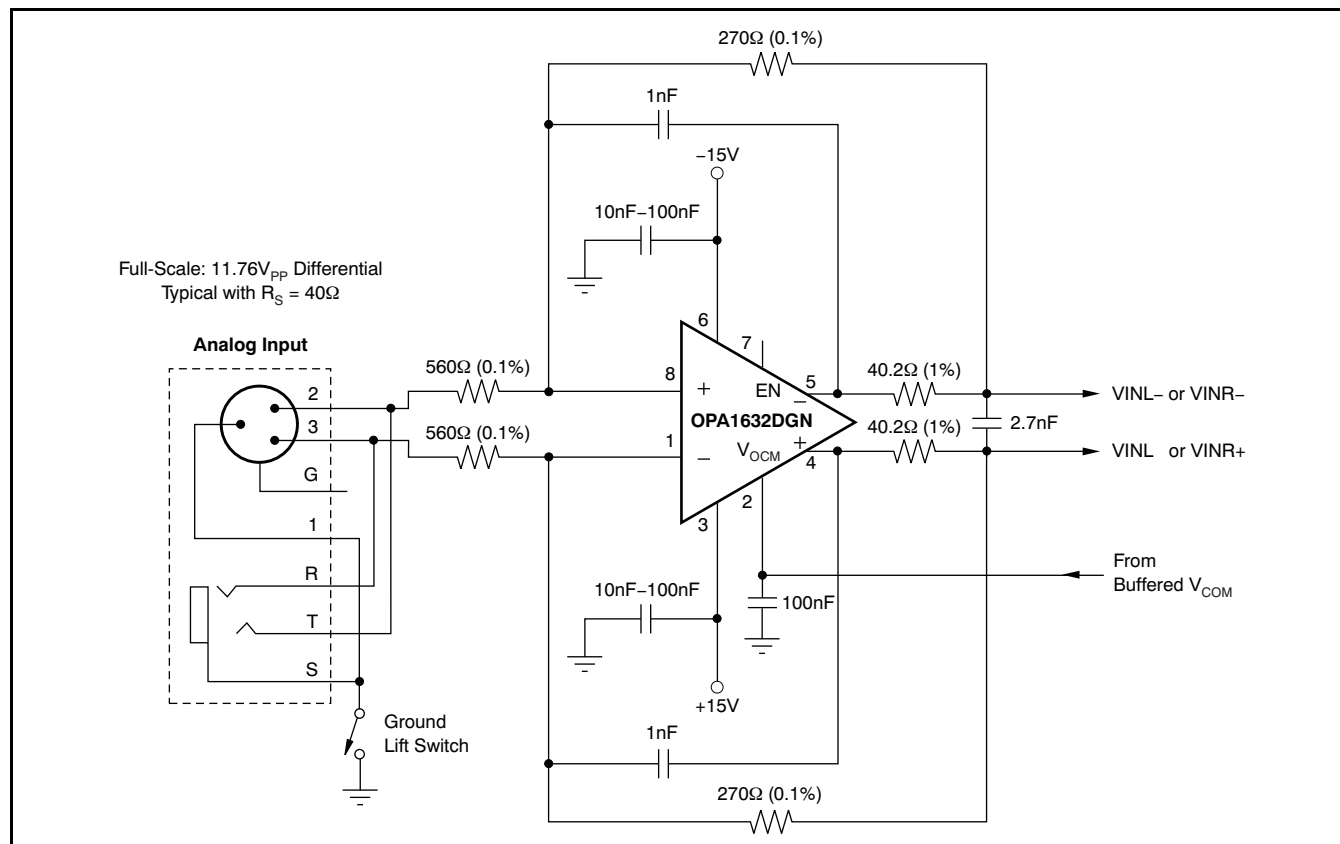 270Ω (0.1%)
1nF
−15V
10nF−100nF
Full-Scale: 11.76VPP Differential
Typical with RS = 40Ω
Analog Input
6
7
2
560Ω (0.1%)
8
+
EN
5
−
40.2Ω (1%)
VINL− or VINR−
OPA1632DGN
2.7nF
3
560Ω (0.1%)
1
−
VOCM
+
4
40.2Ω (1%)
VINL or VINR+
G
2
3
1
From
Buffered VCOM
R
10nF−100nF
100nF
T
S
+15V
Ground
Lift Switch
1nF
270Ω (0.1%)